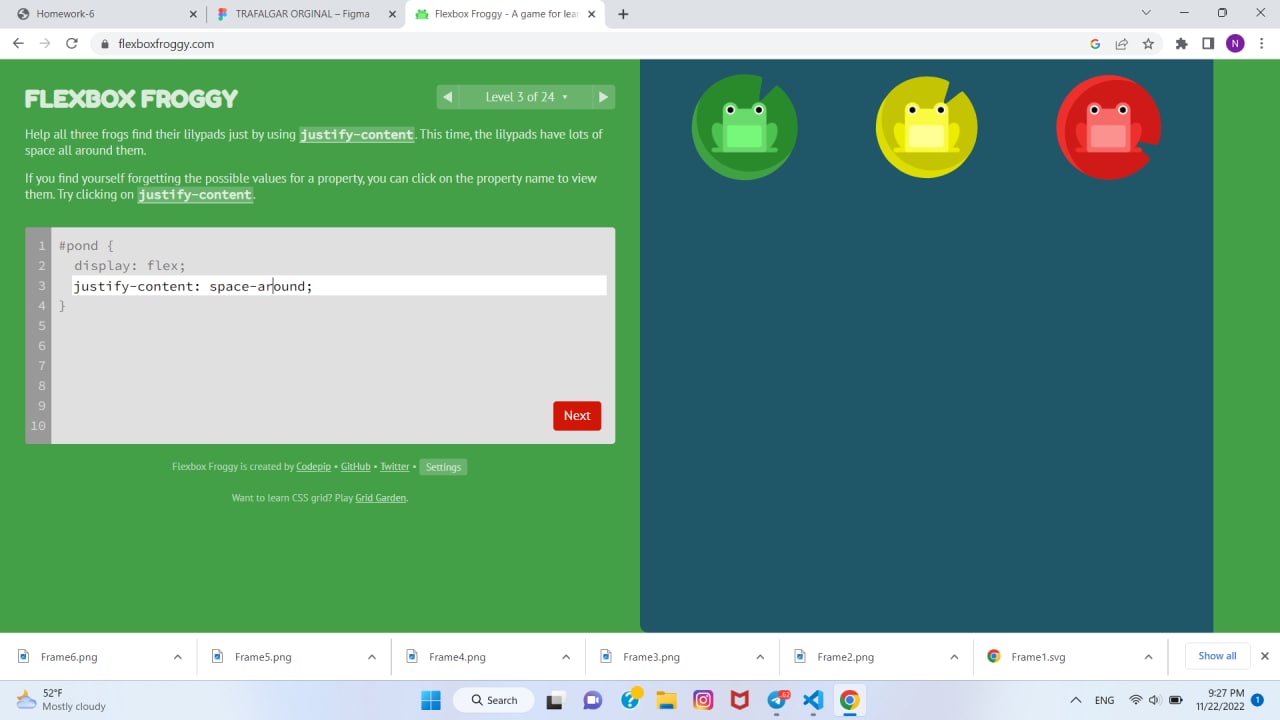 Homework-6
TRAFALGAR ORGINAL – Figma
Flexbox Froggy - A game for lea
flexboxfroggy.com
N
FLEXBOX FROGGY
Level 3 of 24
Help all three frogs find their lilypads just by using justify-content. This time, the lilypads have lots of
space all around them.
If you find yourself forgetting the possible values for a property, you can click on the property name to view
them. Try clicking on justify-content.
1 #pond {
2 display: flex;
3 justify-content: space-around;
4 }
5
6
7
8
9
10
Next
Flexbox Froggy is created by Codepip • GitHub • Twitter • Settings
Want to learn CSS grid? Play Grid Garden.
Frame6.png
Frame5.png
Frame4.png
Frame3.png
Frame2.png
Frame1.svg
Show all
52°F
Mostly cloudy
Search
ENG
9:27 PM
11/22/2022
1